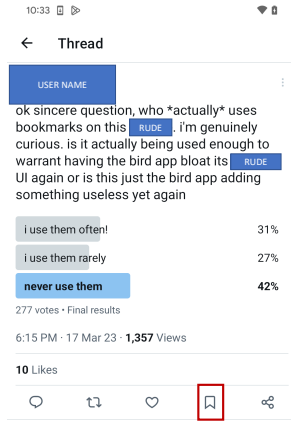 10:33
Thread
USER NAME
ok sincere question, who *actually* uses
bookmarks on this RUDE . i'm genuinely
curious. is it actually being used enough to
warrant having the bird app bloat its RUDE
UI again or is this just the bird app adding
something useless yet again
i use them often! 31%
i use them rarely 27%
never use them 42%
277 votes • Final results
6:15 PM · 17 Mar 23 · 1,357 Views
10 Likes